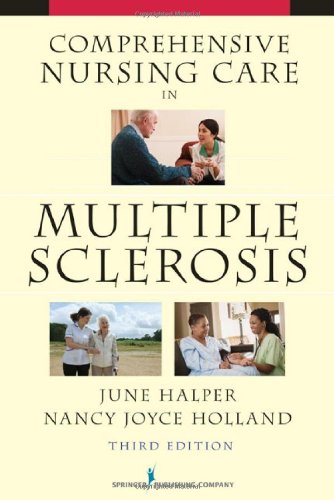 COMPREHENSIVE
NURSING CARE
IN
MULTIPLE
SCLEROSIS
JUNE HALPER
NANCY JOYCE HOLLAND
THIRD EDITION
SPRINGER PUBLISHING COMPANY